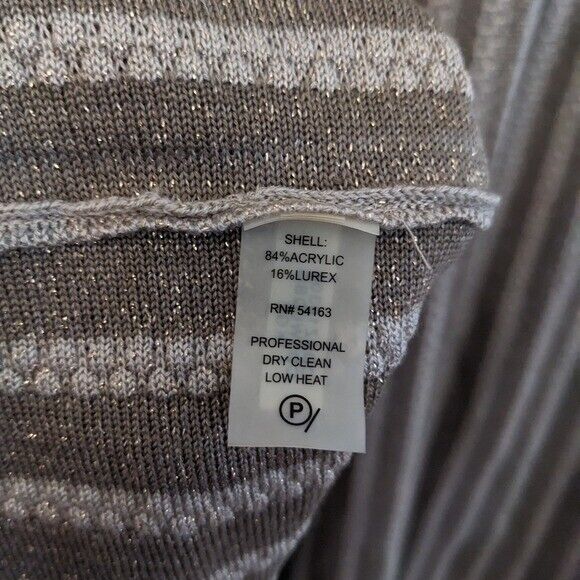 SHELL:
84%ACRYLIC
16%LUREX
RN# 54163
PROFESSIONAL
DRY CLEAN
LOW HEAT
P